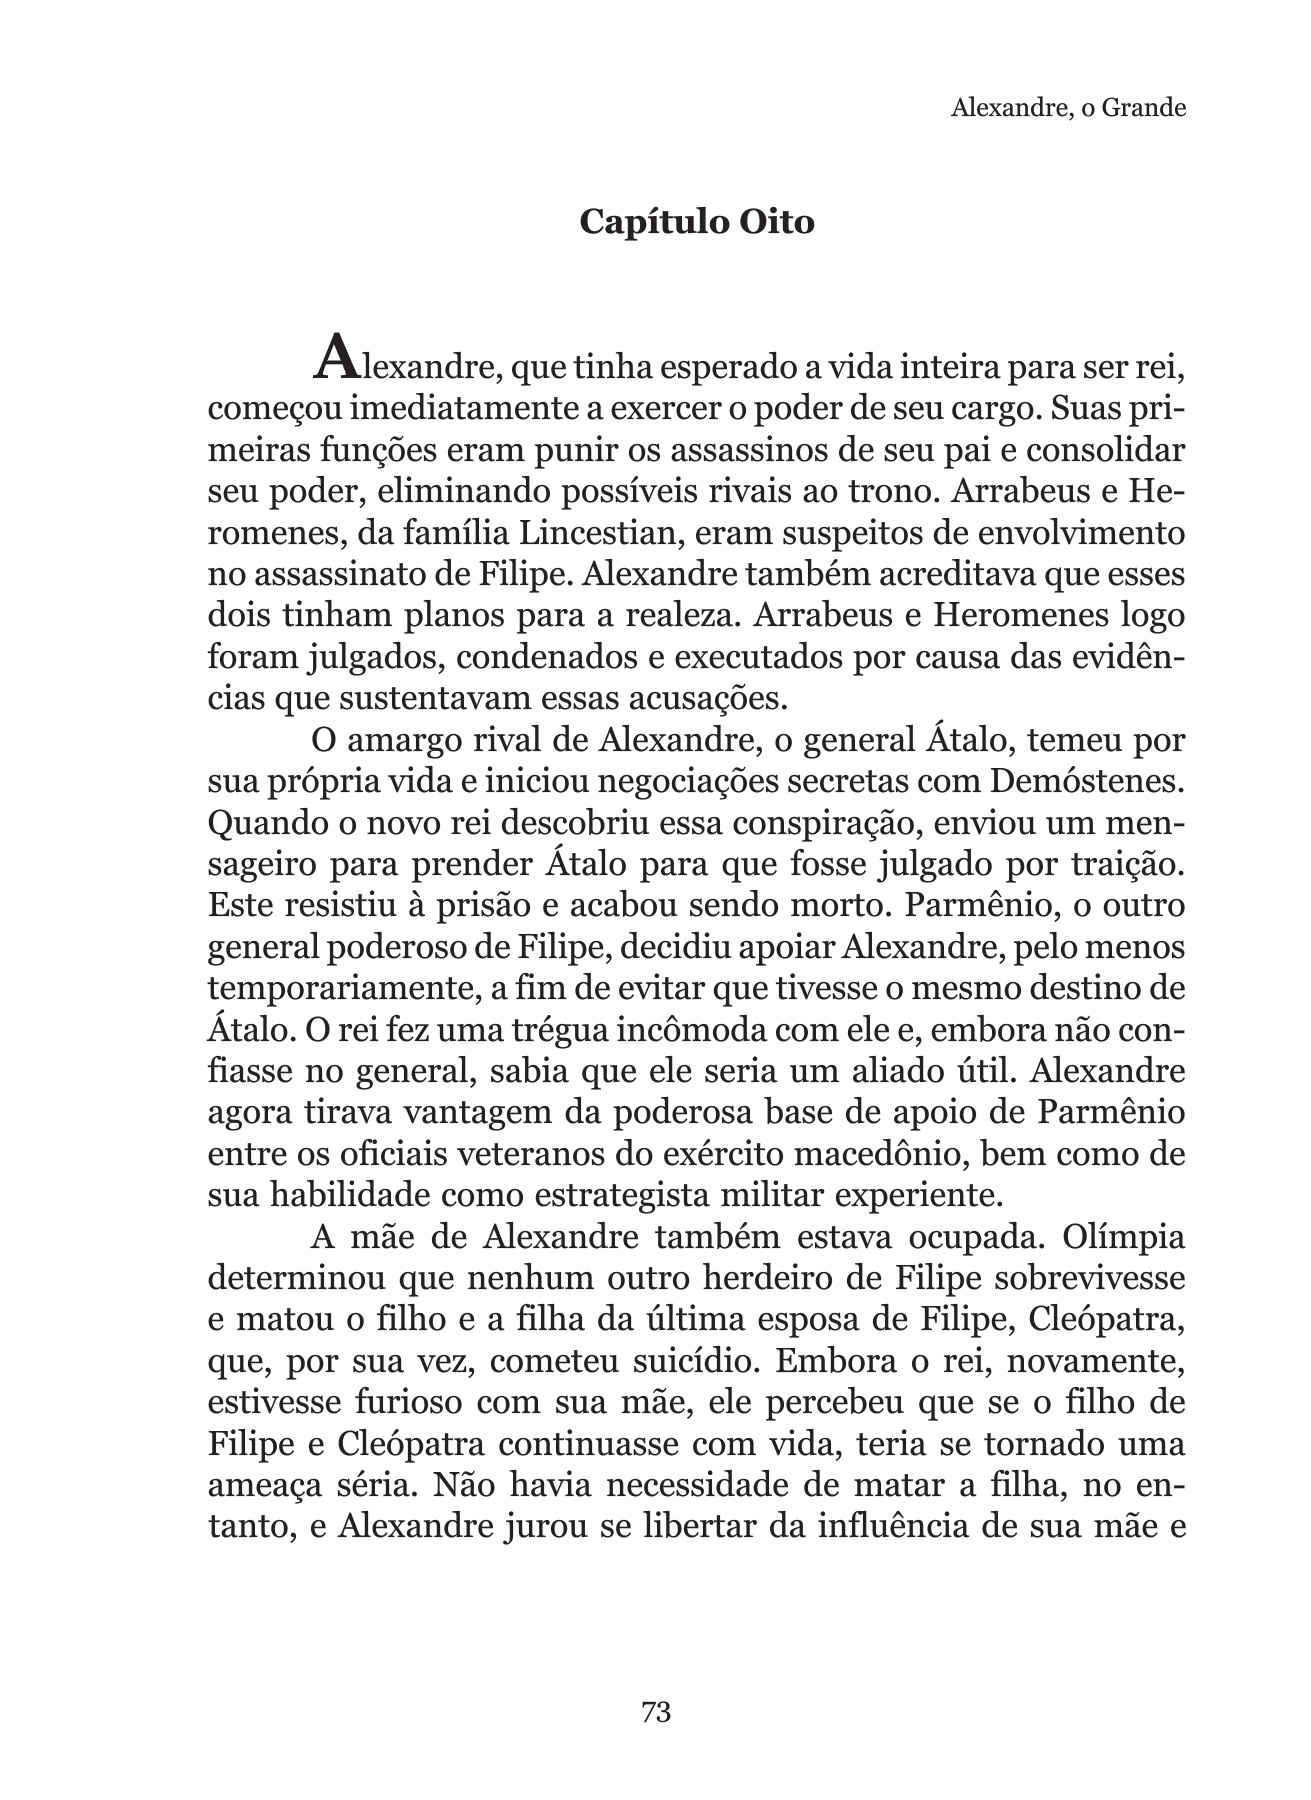 Alexandre, o Grande
Capítulo Oito
Alexandre, que tinha esperado a vida inteira para ser rei,
começou imediatamente a exercer o poder de seu cargo. Suas pri-
meiras funções eram punir os assassinos de seu pai e consolidar
seu poder, eliminando possíveis rivais ao trono. Arrabeus e He-
romenes, da família Lincestian, eram suspeitos de envolvimento
no assassinato de Filipe. Alexandre também acreditava que esses
dois tinham planos para a realeza. Arrabeus e Heromenes logo
foram julgados, condenados e executados por causa das evidên-
cias que sustentavam essas acusações.
O amargo rival de Alexandre, o general Átalo, temeu por
sua própria vida e iniciou negociações secretas com Demóstenes.
Quando o novo rei descobriu essa conspiração, enviou um men-
sageiro para prender Átalo para que fosse julgado por traição.
Este resistiu à prisão e acabou sendo morto. Parmênio, o outro
general poderoso de Filipe, decidiu apoiar Alexandre, pelo menos
temporariamente, a fim de evitar que tivesse o mesmo destino de
Átalo. O rei fez uma trégua incômoda com ele e, embora não con-
fiasse no general, sabia que ele seria um aliado útil. Alexandre
agora tirava vantagem da poderosa base de apoio de Parmênio
entre os oficiais veteranos do exército macedônio, bem como de
sua habilidade como estrategista militar experiente.
A mãe de Alexandre também estava ocupada. Olímpia
determinou que nenhum outro herdeiro de Filipe sobrevivesse
e matou o filho e a filha da última esposa de Filipe, Cleópatra,
que, por sua vez, cometeu suicídio. Embora o rei, novamente,
estivesse furioso com sua mãe, ele percebeu que se o filho de
Filipe e Cleópatra continuasse com vida, teria se tornado uma
ameaça séria. Não havia necessidade de matar a filha, no en-
tanto, e Alexandre jurou se libertar da influência de sua mãe e
73